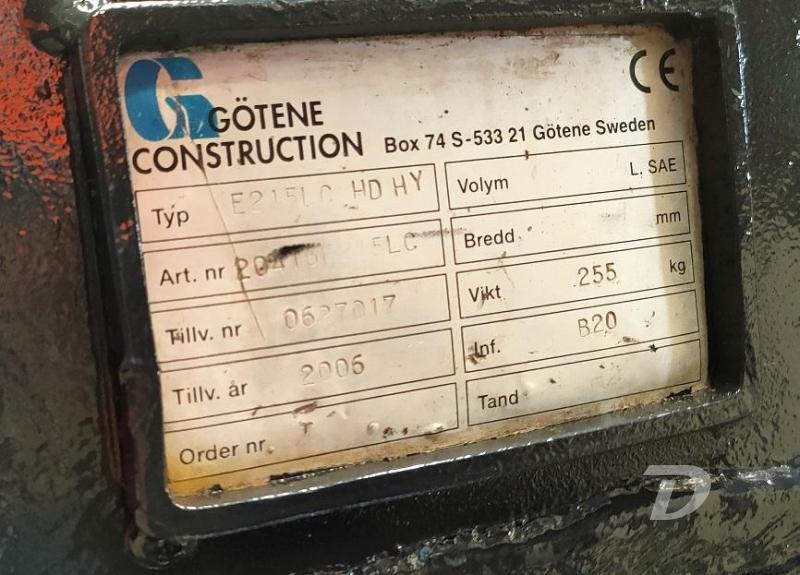 GÖTENE
CONSTRUCTION
Box 74 S-533 21 Götene Sweden
CE
Typ E215LC HD HY
Art. nr
Tillv. nr 0627017
Tillv. år 2006
Order nr.
Volym L, SAE
Bredd mm
Vikt 255 kg
Inf. B20
Tand
D